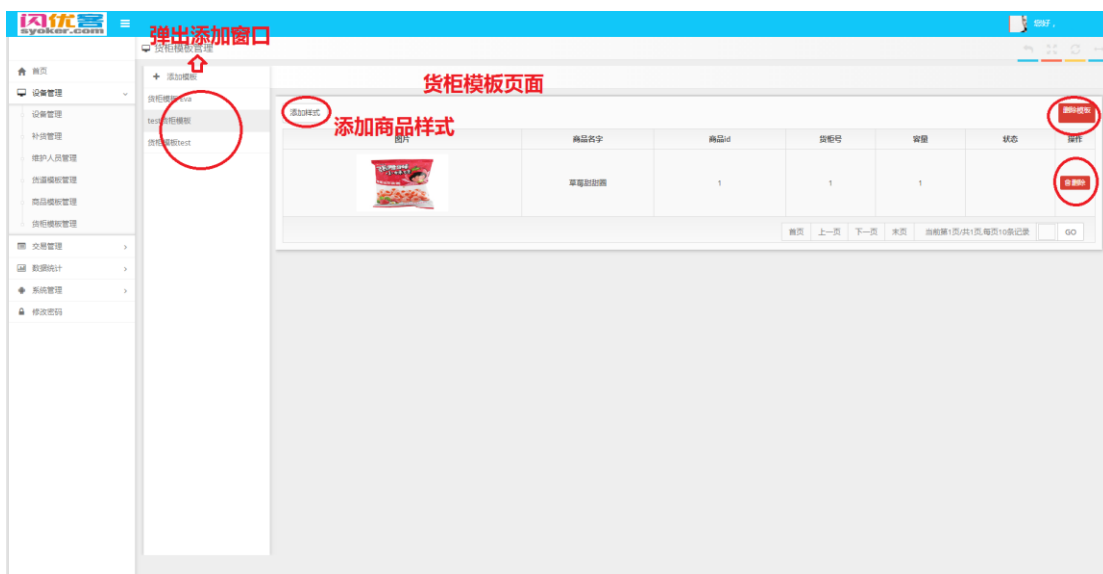 闪优客
syoker.com
您好，
弹出添加窗口
货柜模板管理
首页
设备管理
设备管理
补货管理
维护人员管理
货道模板管理
商品模板管理
货柜模板管理
交易管理
数据统计
系统管理
修改密码
+ 添加模板
test货柜模板
货柜模板test
货柜模板页面
添加样式
删除模板
添加商品样式
图片 商品名字 商品id 货柜号 容量 状态 操作
草莓甜甜圈 1 1 1 删除
首页 上一页 下一页 末页 当前第1页/共1页,每页10条记录 GO